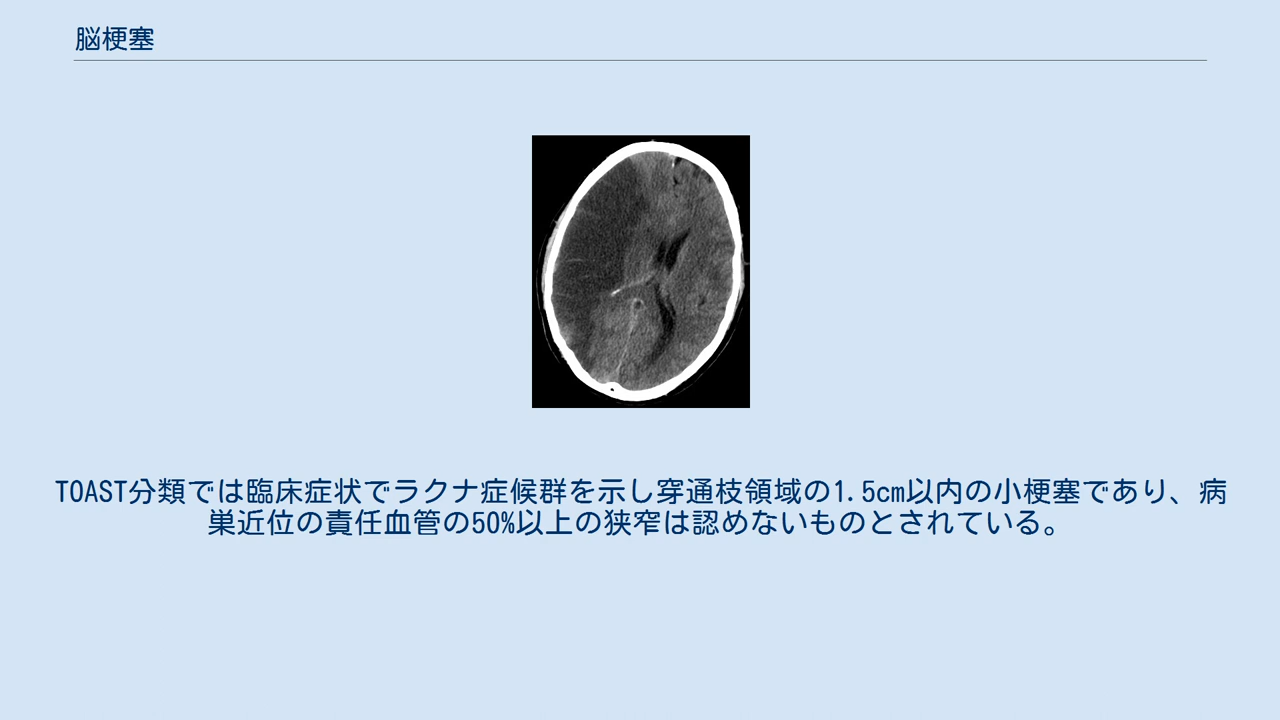 脳梗塞
TOAST分類では臨床症状でラクナ症候群を示し穿通枝領域の1.5cm以内の小梗塞であり、病
巣近位の責任血管の50%以上の狭窄は認めないものとされている。